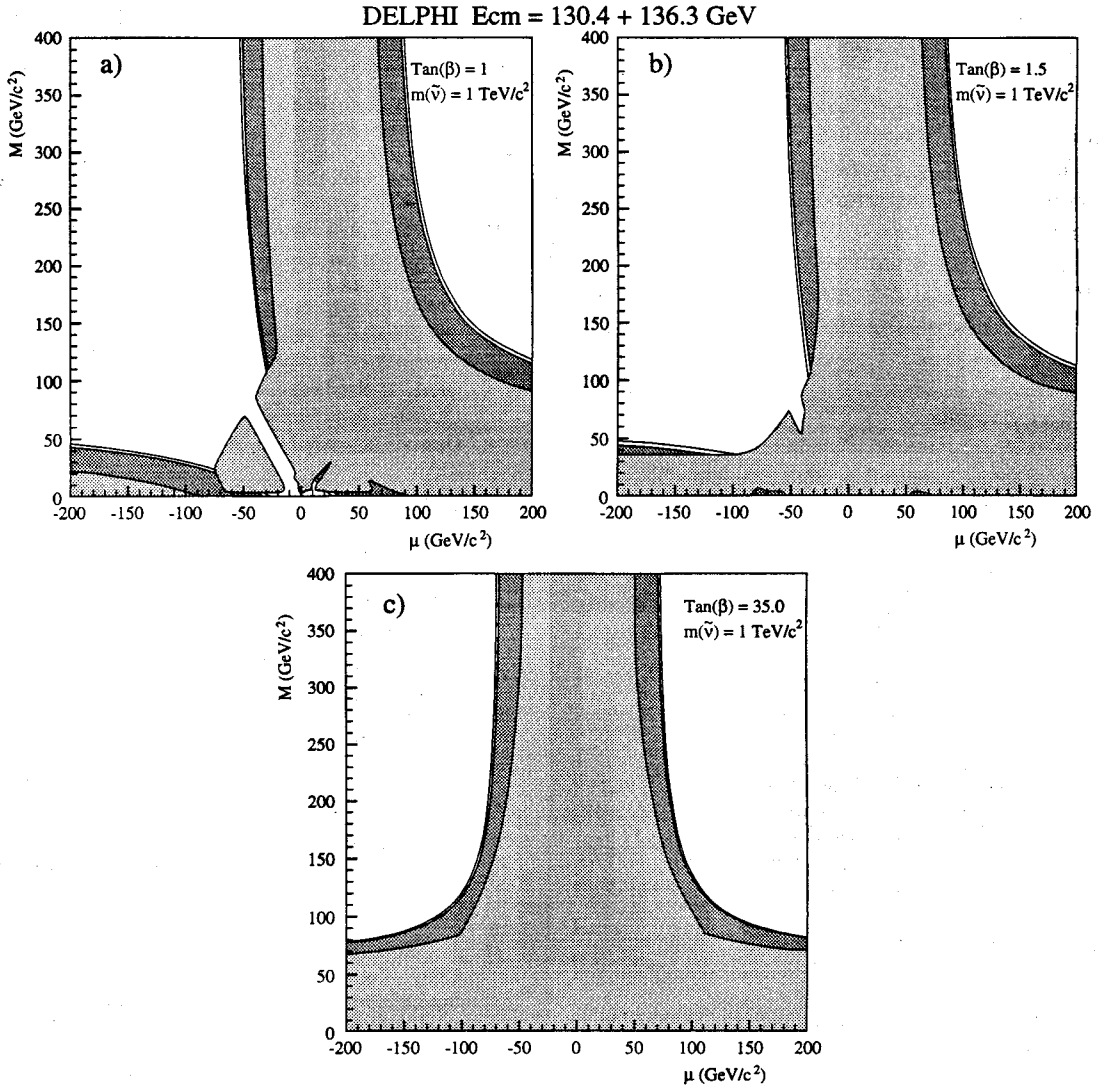 DELPHI Ecm = 130.4 + 136.3 GeV
a)
Tan(β) = 1
m(ν̃) = 1 TeV/c²
M (GeV/c²)
400
350
300
250
200
150
100
50
0
-200 -150 -100 -50 0 50 100 150 200
μ (GeV/c²)
b)
Tan(β) = 1.5
m(ν̃) = 1 TeV/c²
M (GeV/c²)
400
350
300
250
200
150
100
50
0
-200 -150 -100 -50 0 50 100 150 200
μ (GeV/c²)
c)
Tan(β) = 35.0
m(ν̃) = 1 TeV/c²
M (GeV/c²)
400
350
300
250
200
150
100
50
0
-200 -150 -100 -50 0 50 100 150 200
μ (GeV/c²)